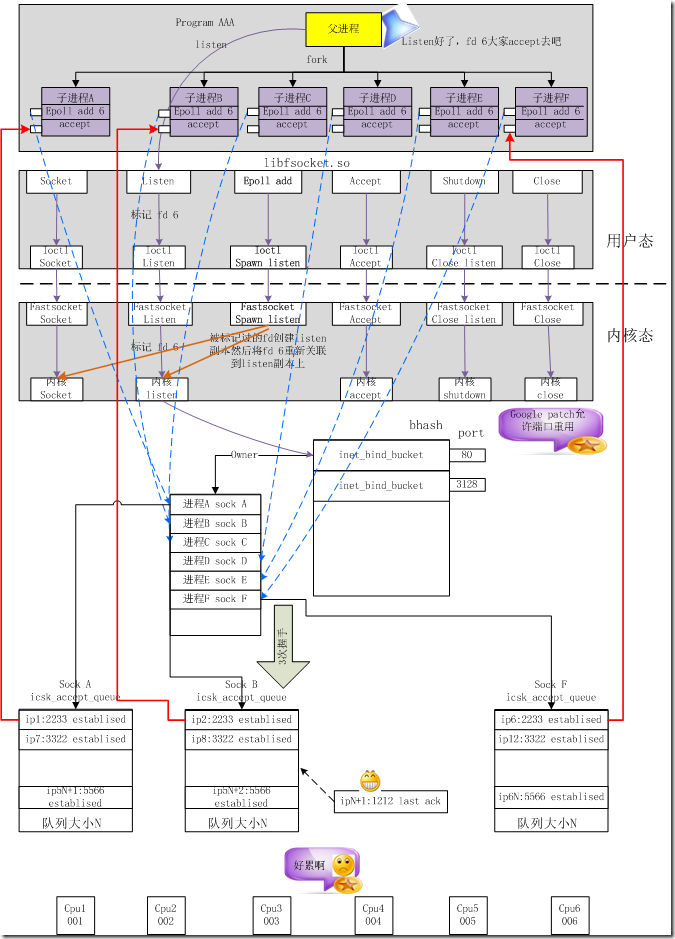 Program AAA
父进程
listen
Listen好了，fd 6大家accept去吧
fork
子进程A
Epoll add 6
accept
子进程B
Epoll add 6
accept
子进程C
Epoll add 6
accept
子进程D
Epoll add 6
accept
子进程E
Epoll add 6
accept
子进程F
Epoll add 6
accept
libfsocket.so
Socket
Listen
Epoll add
Accept
Shutdown
Close
标记 fd 6
用户态
Ioctl
Socket
Ioctl
Listen
Ioctl
Spawn listen
Ioctl
Accept
Ioctl
Close listen
Ioctl
Close
Fastsocket
Socket
Fastsocket
Listen
Fastsocket
Spawn listen
Fastsocket
Accept
Fastsocket
Close listen
Fastsocket
Close
内核态
标记 fd 6
被标记过的fd创建listen
副本然后将fd 6重新关联
到listen副本上
内核
Socket
内核
listen
内核
accept
内核
shutdown
内核
close
Google patch允
许端口重用
bhash
port
Owner
inet_bind_bucket
80
inet_bind_bucket
3128
进程A sock A
进程B sock B
进程C sock C
进程D sock D
进程E sock E
进程F sock F
3次握手
Sock A
icsk_accept_queue
Sock B
icsk_accept_queue
Sock F
icsk_accept_queue
ip1:2233 establised
ip7:3322 establised
ip5N+1:5566
establised
队列大小N
ip2:2233 establised
ip8:3322 establised
ip5N+2:5566
establised
队列大小N
ipN+1:1212 last ack
ip6:2233 establised
ip12:3322 establised
ip6N:5566 establised
队列大小N
好累啊
Cpu1
001
Cpu2
002
Cpu3
003
Cpu4
004
Cpu5
005
Cpu6
006